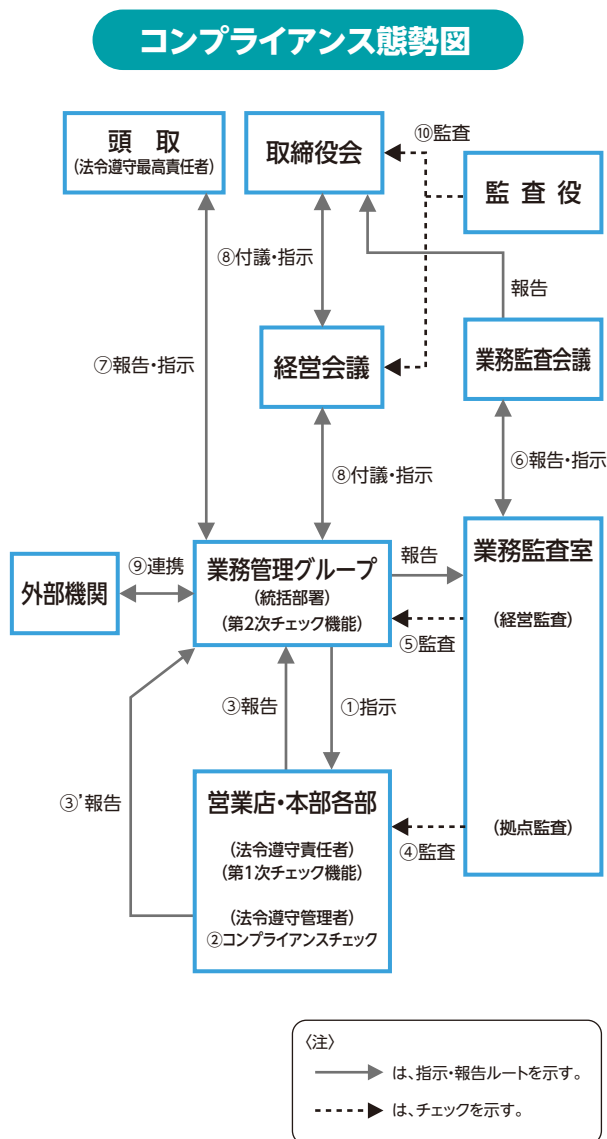 コンプライアンス態勢図
頭 取
(法令遵守最高責任者)
取締役会
⑩監査
監 査 役
⑧付議・指示
報告
⑦報告・指示
経営会議
業務監査会議
⑧付議・指示
⑥報告・指示
外部機関
⑨連携
業務管理グループ
(統括部署)
(第2次チェック機能)
報告
⑤監査
業務監査室
(経営監査)
③報告
①指示
③'報告
営業店・本部各部
(法令遵守責任者)
(第1次チェック機能)
(法令遵守管理者)
②コンプライアンスチェック
④監査
(拠点監査)
〈注〉
は、指示・報告ルートを示す。
は、チェックを示す。